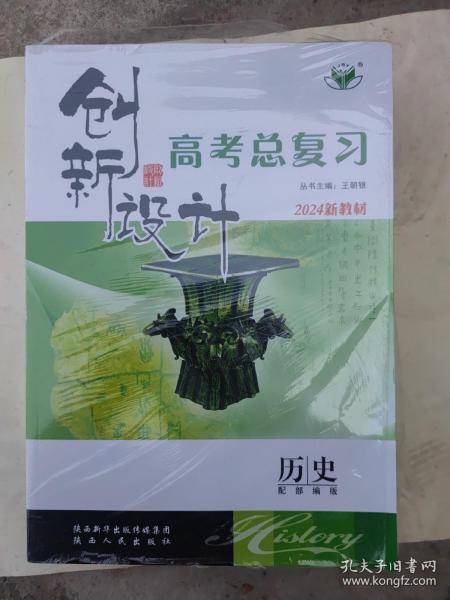 创新设计
高考总复习
丛书主编：王朝银
2024新教材
历史
配部编版
陕西新华出版传媒集团
陕西人民出版社
History
孔夫子旧书网
www.kongfz.com